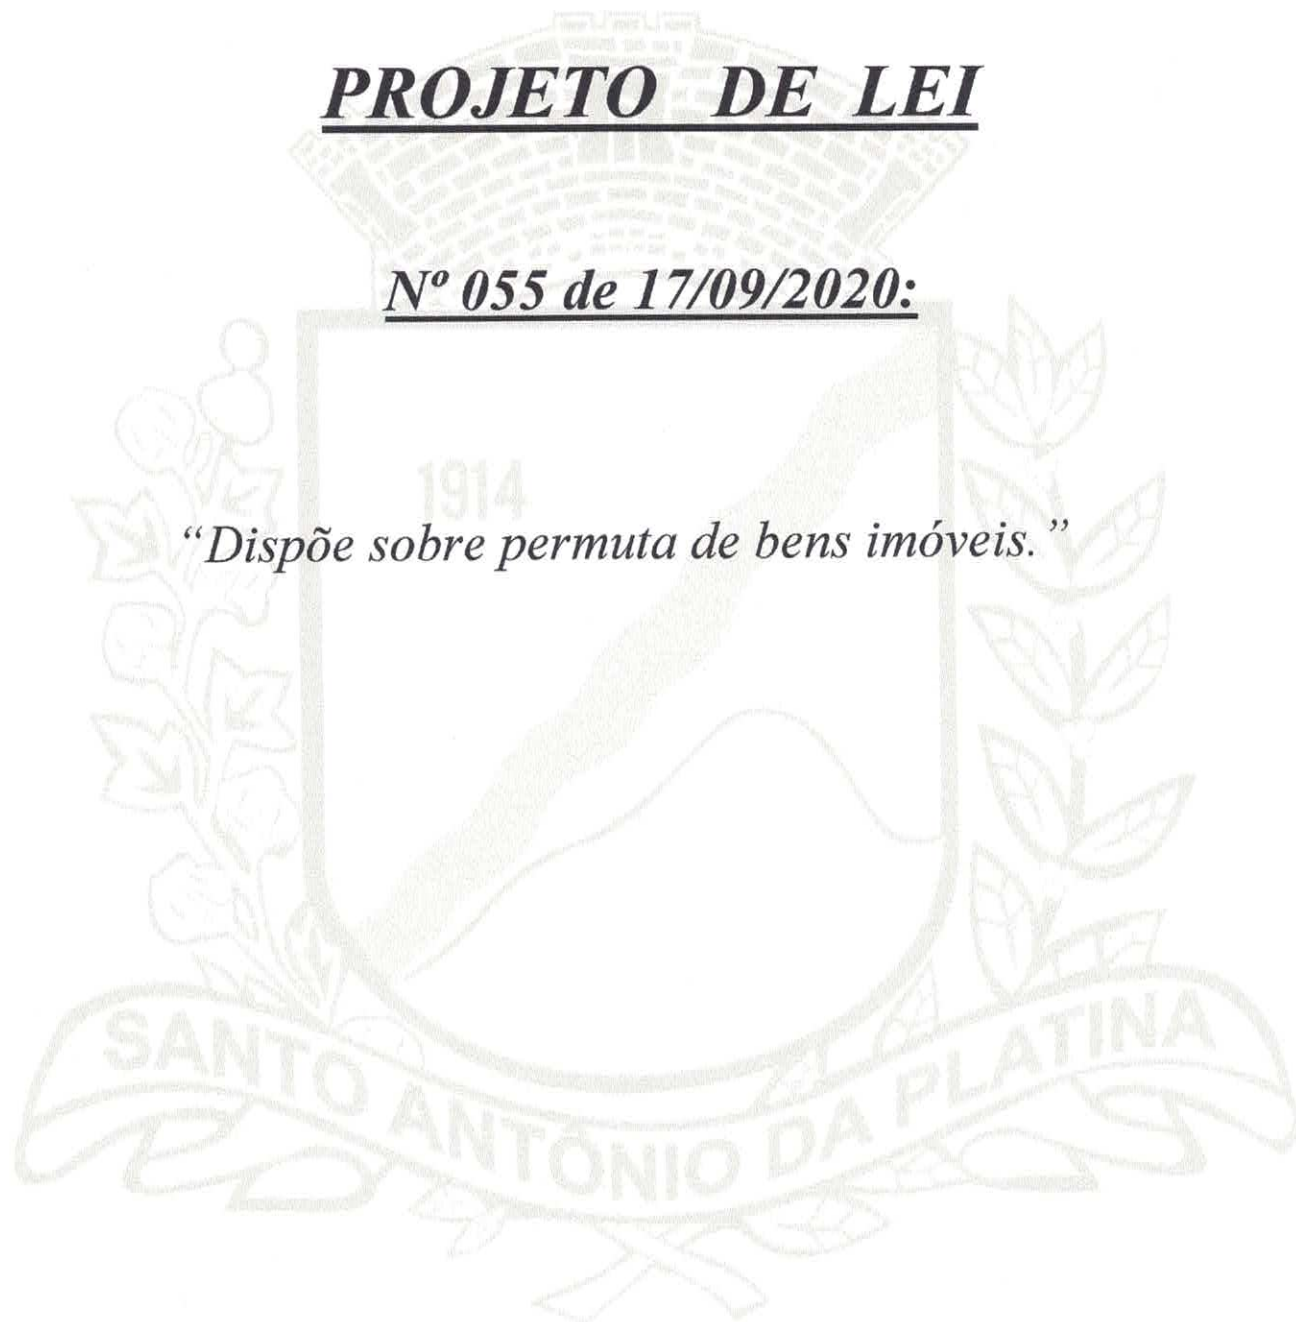 PROJETO DE LEI
Nº 055 de 17/09/2020:
1914
“Dispõe sobre permuta de bens imóveis.”
SANTO ANTÔNIO DA PLATINA